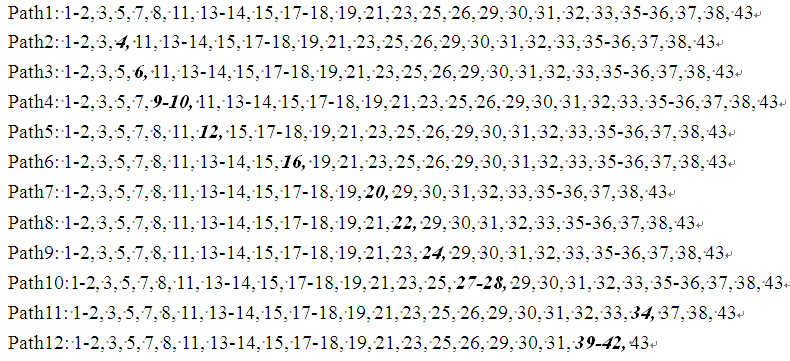 Path1: 1-2,3,5,7, 8, 11, 13-14, 15, 17-18, 19,21,23,25, 26, 29, 30, 31, 32, 33,35-36,37,38, 43
Path2: 1-2,3,4, 11, 13-14, 15, 17-18, 19,21,23,25, 26, 29, 30, 31, 32, 33,35-36,37,38, 43
Path3: 1-2,3,5,6, 11, 13-14, 15, 17-18, 19,21,23,25, 26, 29, 30, 31, 32, 33,35-36,37,38, 43
Path4: 1-2,3,5,7,9-10, 11, 13-14, 15, 17-18, 19,21,23,25, 26, 29, 30, 31, 32, 33,35-36,37,38, 43
Path5: 1-2,3,5,7,8, 11, 12, 15, 17-18, 19,21,23,25, 26, 29, 30, 31, 32, 33,35-36,37,38, 43
Path6: 1-2,3,5,7,8, 11, 13-14, 15, 16, 19,21,23,25, 26, 29, 30, 31, 32, 33,35-36,37,38, 43
Path7: 1-2,3,5,7,8, 11, 13-14, 15, 17-18, 19,20,29, 30, 31, 32, 33,35-36,37,38, 43
Path8: 1-2,3,5,7,8, 11, 13-14, 15, 17-18, 19,21,22, 29, 30, 31, 32, 33,35-36,37,38, 43
Path9: 1-2,3,5,7,8, 11, 13-14, 15, 17-18, 19,21,23,24, 29, 30, 31, 32, 33,35-36,37,38, 43
Path10:1-2,3,5,7, 8, 11, 13-14, 15, 17-18, 19,21,23,25, 27-28, 29, 30, 31, 32, 33,35-36,37,38, 43
Path11: 1-2,3,5,7,8, 11, 13-14, 15, 17-18, 19,21,23,25, 26, 29, 30, 31, 32, 33,34, 37,38, 43
Path12: 1-2,3,5,7,8, 11, 13-14, 15, 17-18, 19,21,23,25, 26, 29, 30, 31, 39-42, 43